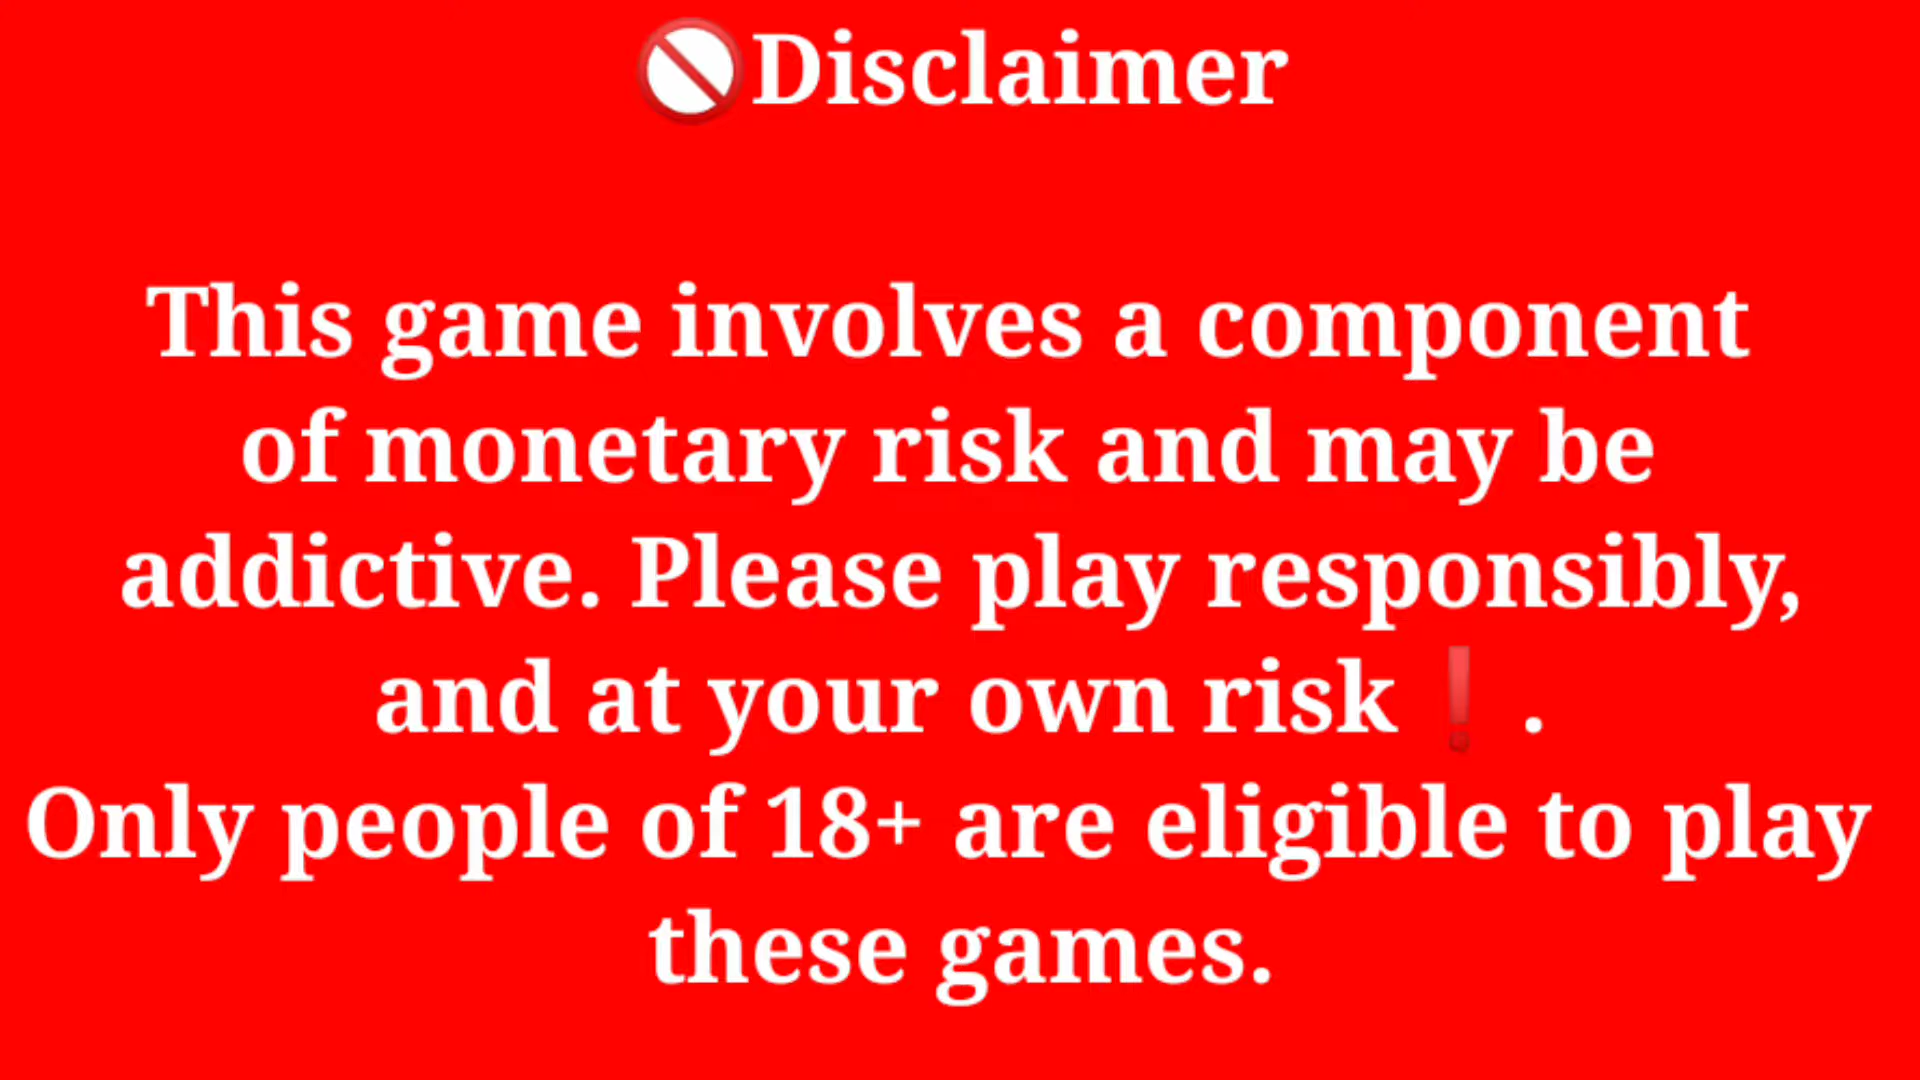 🚫Disclaimer
This game involves a component
of monetary risk and may be
addictive. Please play responsibly,
and at your own risk❗.
Only people of 18+ are eligible to play
these games.